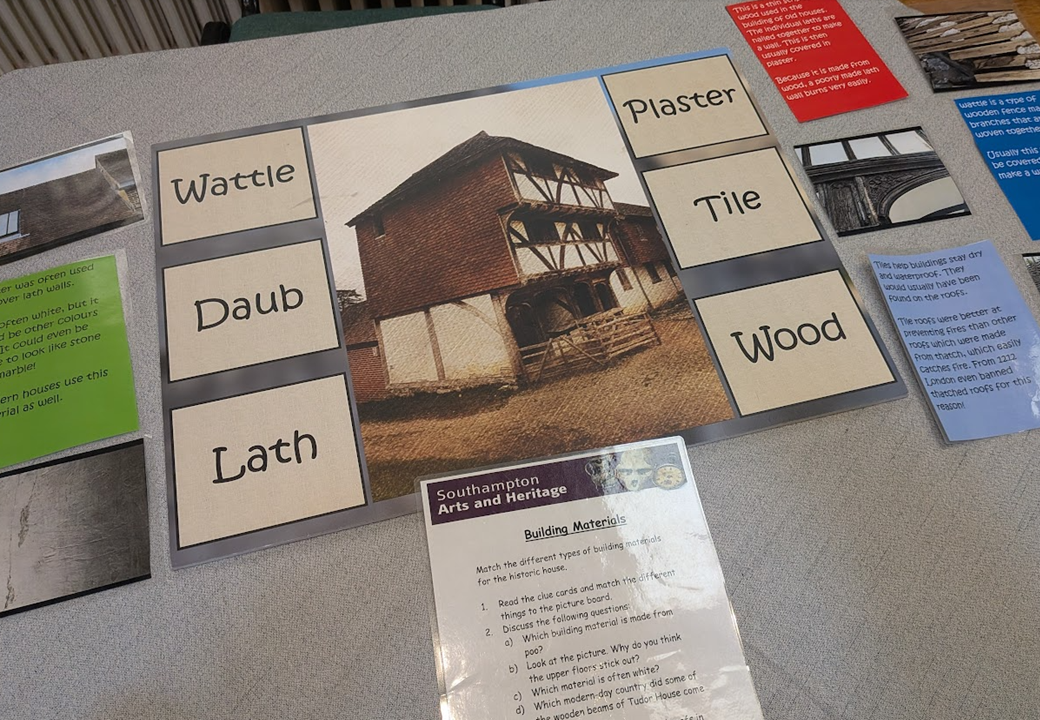 This is a thin
wood used in the
building of old houses.
The individual laths are
nailed together to make
a wall. This is then
usually covered in
plaster.
Because it is made from
wood, a poorly made lath
wall burns very easily.
wattle is a type of
wooden fence
branches that
woven
Usually this
be covered
make a
Wattle
Daub
Lath
Plaster
Tile
Wood
was often used
over lath walls.
often white, but it
be other colours
It could even be
to look like stone
marble!
houses use this
as well.
Tiles help buildings stay dry
and waterproof. They
would usually have been
found on the roofs.
Tile roofs were better at
preventing fires than other
roofs which were made
from thatch, which easily
catches fire. From 1212
London even banned
thatched roofs for this
reason!
Southampton
Arts and Heritage
Building Materials
Match the different types of building materials
for the historic house.
1. Read the clue cards and match the different
things to the picture board.
2. Discuss the following questions:
a) Which building material is made from
poo?
b) Look at the picture. Why do you think
the upper floors stick out?
c) Which material is often white?
d) Which modern-day country did some of
the wooden beams of Tudor House come
in